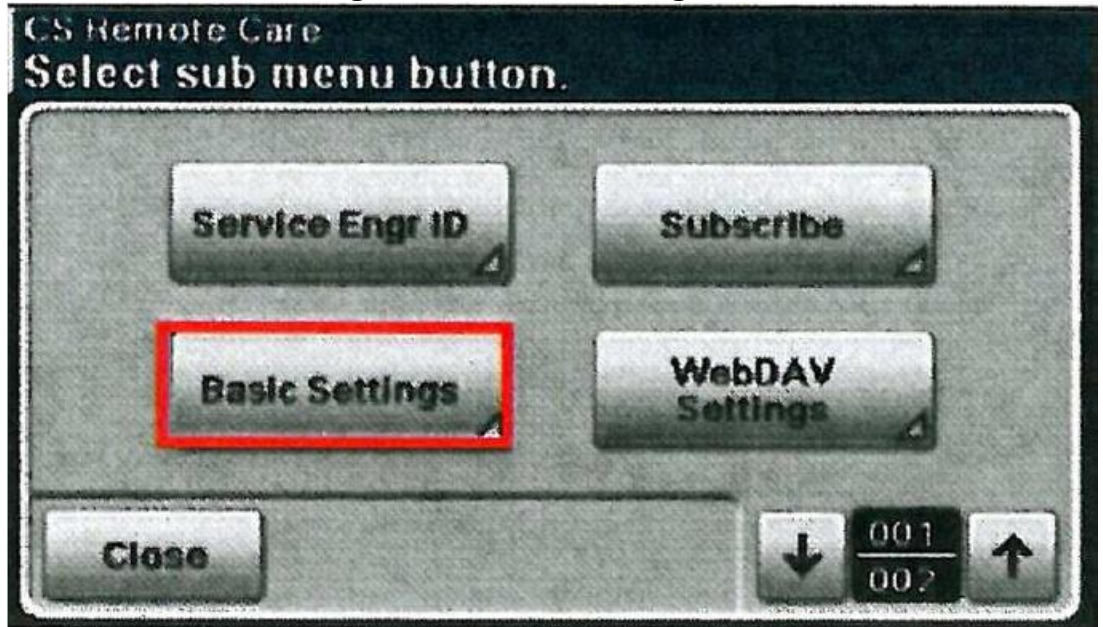 CS Remote Care
Select sub menu button.
Service Engr ID
Subscribe
Basic Settings
WebDAV
Settings
Close
001
002